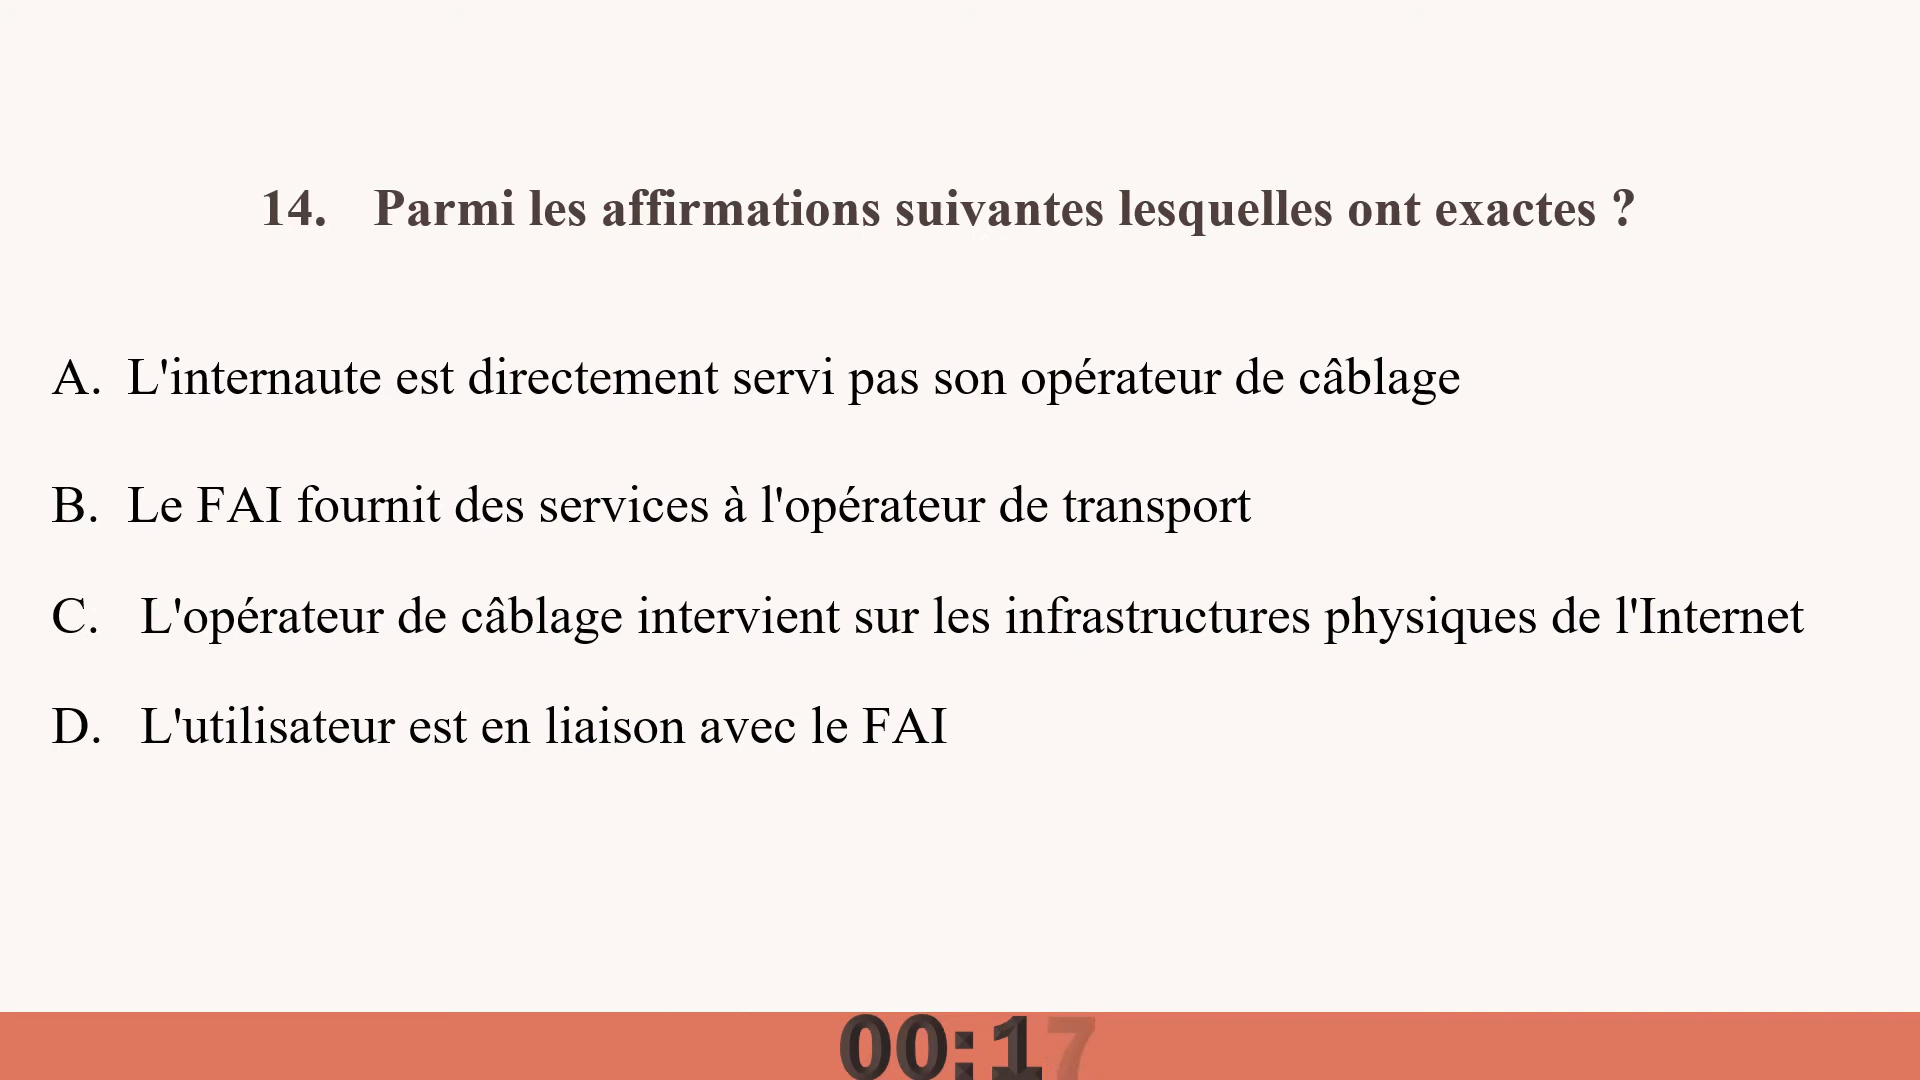 14. Parmi les affirmations suivantes lesquelles ont exactes ?
A. L'internaute est directement servi pas son opérateur de câblage
B. Le FAI fournit des services à l'opérateur de transport
C. L'opérateur de câblage intervient sur les infrastructures physiques de l'Internet
D. L'utilisateur est en liaison avec le FAI
00:17